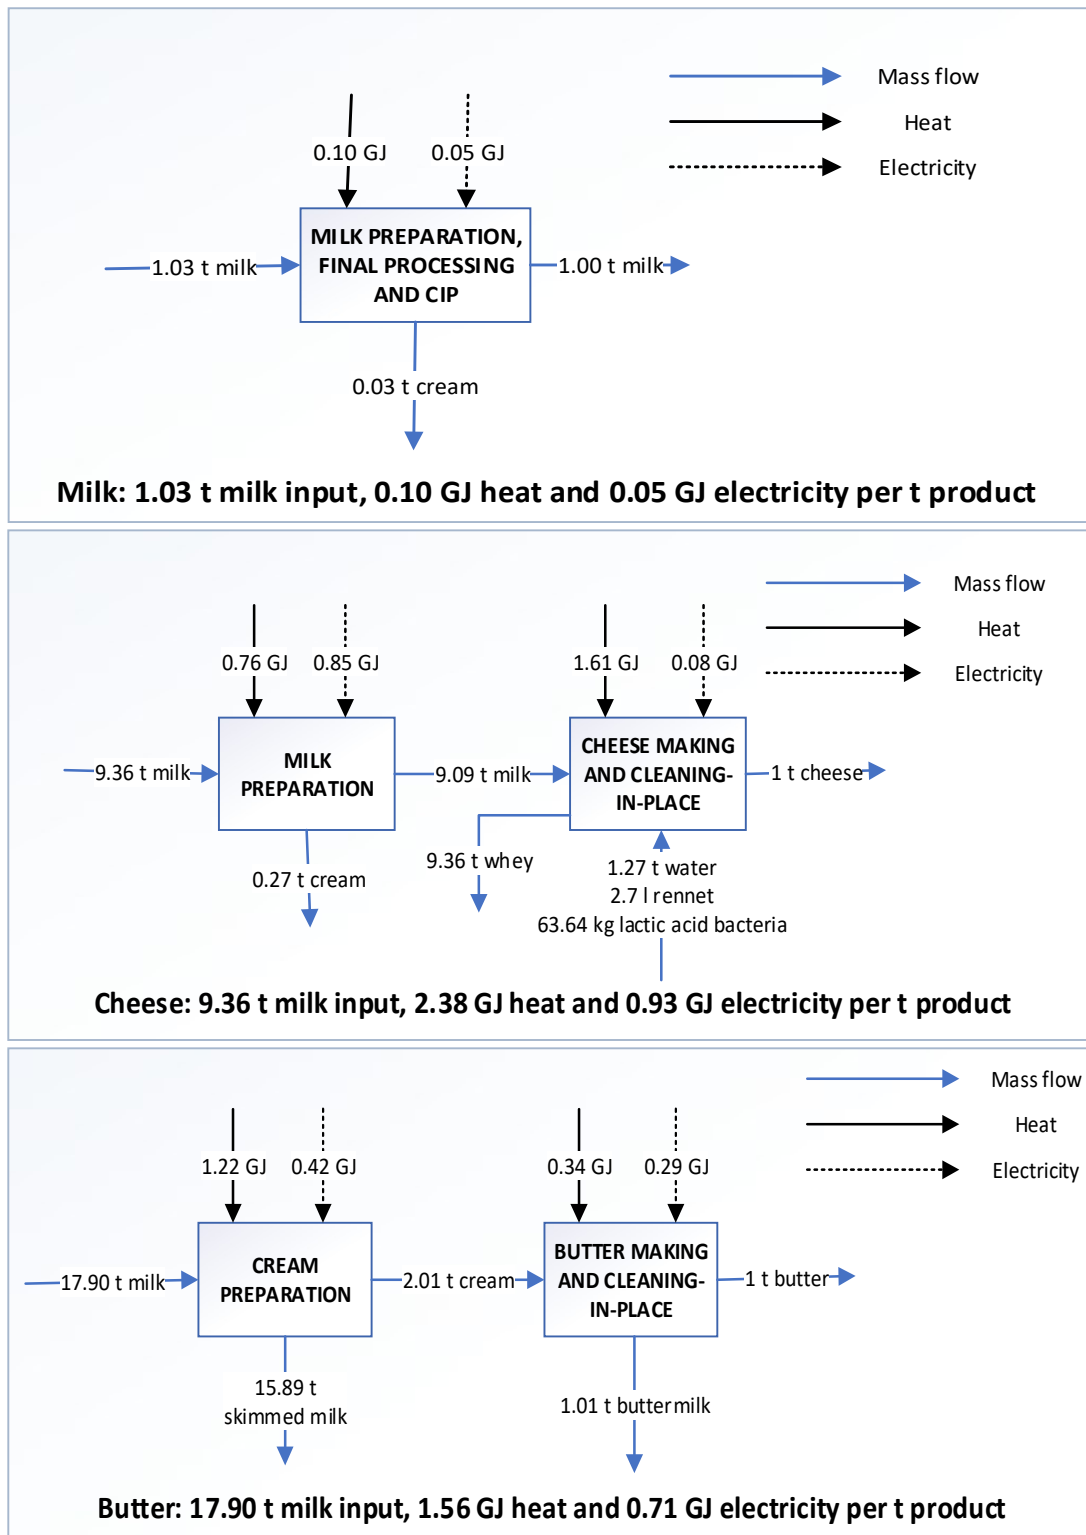 Mass flow
Heat
Electricity
0.10 GJ
0.05 GJ
MILK PREPARATION,
FINAL PROCESSING
AND CIP
1.03 t milk
1.00 t milk
0.03 t cream
Milk: 1.03 t milk input, 0.10 GJ heat and 0.05 GJ electricity per t product
Mass flow
Heat
Electricity
0.76 GJ
0.85 GJ
1.61 GJ
0.08 GJ
9.36 t milk
MILK
PREPARATION
9.09 t milk
CHEESE MAKING
AND CLEANING-
IN-PLACE
1 t cheese
0.27 t cream
9.36 t whey
1.27 t water
2.7 l rennet
63.64 kg lactic acid bacteria
Cheese: 9.36 t milk input, 2.38 GJ heat and 0.93 GJ electricity per t product
Mass flow
Heat
Electricity
1.22 GJ
0.42 GJ
0.34 GJ
0.29 GJ
17.90 t milk
CREAM
PREPARATION
2.01 t cream
BUTTER MAKING
AND CLEANING-
IN-PLACE
1 t butter
15.89 t
skimmed milk
1.01 t buttermilk
Butter: 17.90 t milk input, 1.56 GJ heat and 0.71 GJ electricity per t product